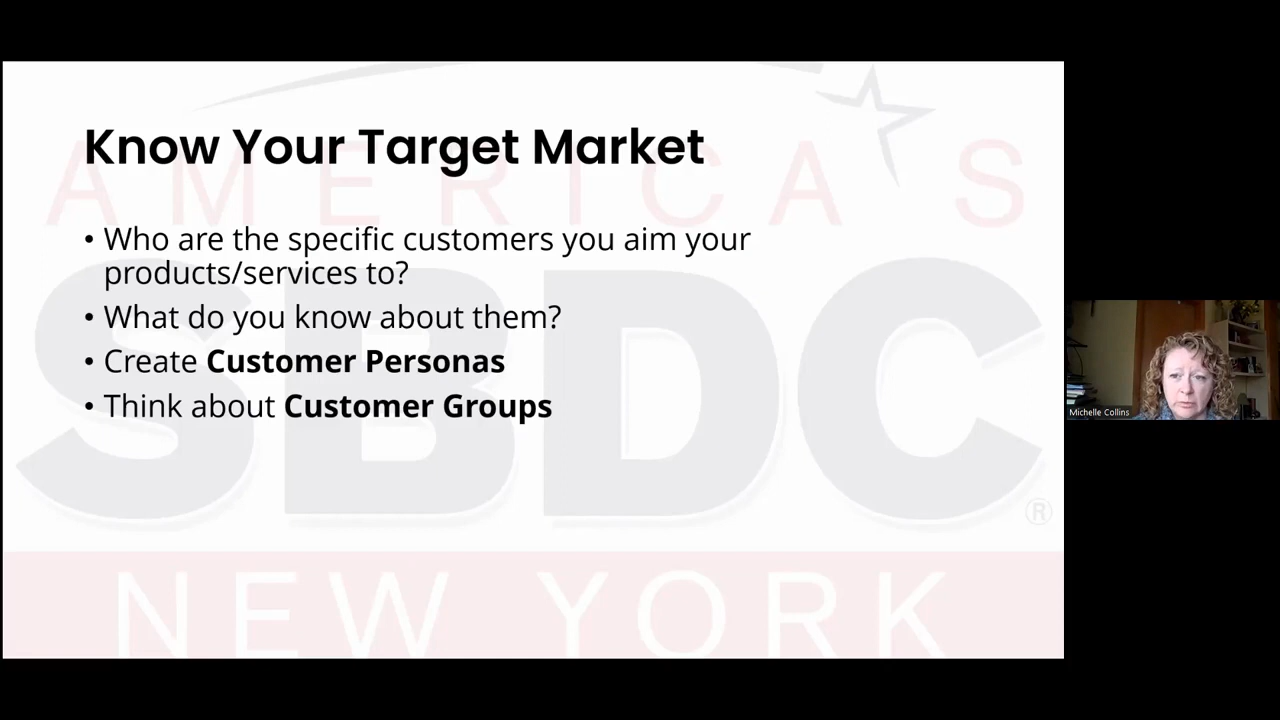 Know Your Target Market
AMERICA'S
• Who are the specific customers you aim your
products/services to?
• What do you know about them?
• Create Customer Personas
• Think about Customer Groups
SBDC
®
NEW YORK
Michelle Collins